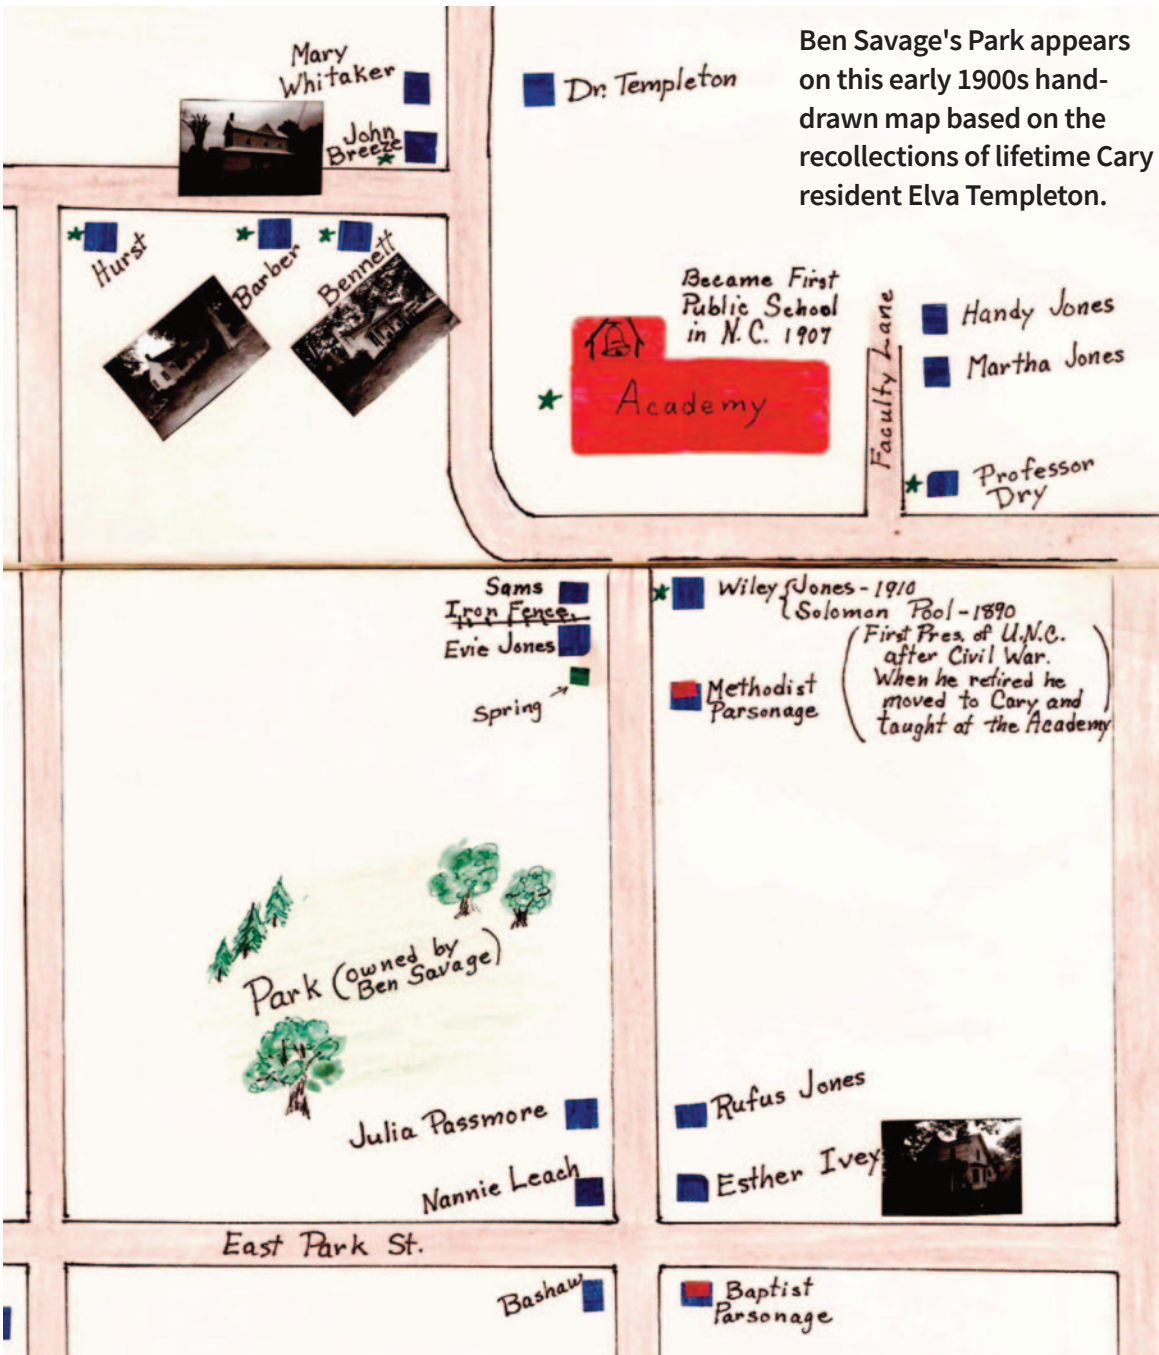 Ben Savage's Park appears
on this early 1900s hand-
drawn map based on the
recollections of lifetime Cary
resident Elva Templeton.
Mary
Whitaker
John
Breeze
Dr. Templeton
Hurst
Barber
Bennett
Became First
Public School
in N.C. 1907
Academy
Faculty Lane
Handy Jones
Martha Jones
Professor
Dry
Sams
Iron Fence
Evie Jones
Spring
Wiley { Jones - 1910
{ Solomon Pool - 1890
(First Pres. of U.N.C.
after Civil War.
When he retired he
moved to Cary and
taught at the Academy)
Methodist
Parsonage
Park (owned by
Ben Savage)
Julia Passmore
Nannie Leach
Rufus Jones
Esther Ivey
East Park St.
Bashaw
Baptist
Parsonage